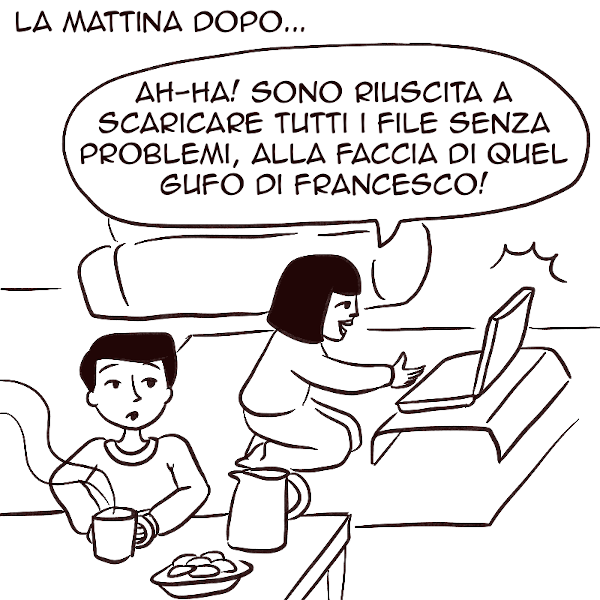 LA MATTINA DOPO...
AH-HA! SONO RIUSCITA A
SCARICARE TUTTI I FILE SENZA
PROBLEMI, ALLA FACCIA DI QUEL
GUFO DI FRANCESCO!